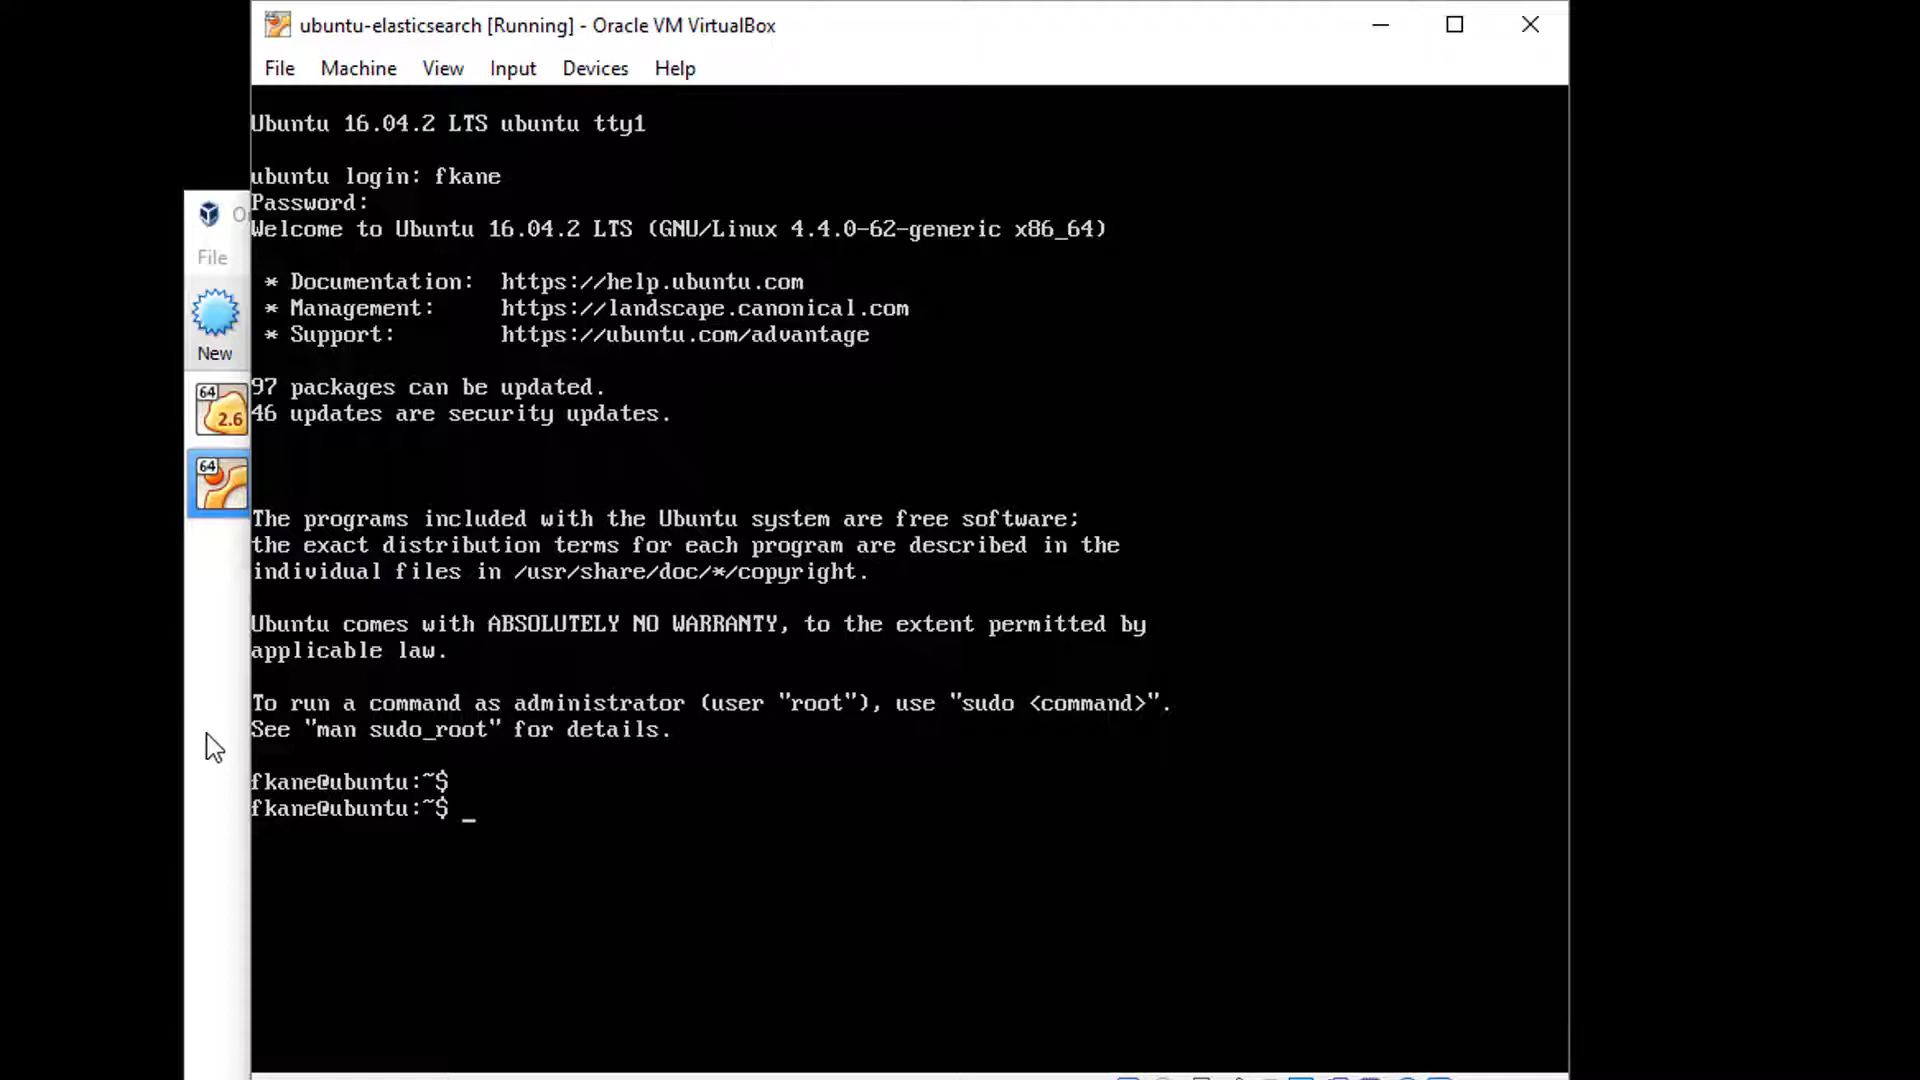 ubuntu-elasticsearch [Running] - Oracle VM VirtualBox
File Machine View Input Devices Help
Ubuntu 16.04.2 LTS ubuntu tty1
ubuntu login: fkane
Password:
Welcome to Ubuntu 16.04.2 LTS (GNU/Linux 4.4.0-62-generic x86_64)
* Documentation: https://help.ubuntu.com
* Management: https://landscape.canonical.com
* Support: https://ubuntu.com/advantage
97 packages can be updated.
46 updates are security updates.
The programs included with the Ubuntu system are free software;
the exact distribution terms for each program are described in the
individual files in /usr/share/doc/*/copyright.
Ubuntu comes with ABSOLUTELY NO WARRANTY, to the extent permitted by
applicable law.
To run a command as administrator (user "root"), use "sudo <command>".
See "man sudo_root" for details.
fkane@ubuntu:~$
fkane@ubuntu:~$ _
File
New
64
2.6
64